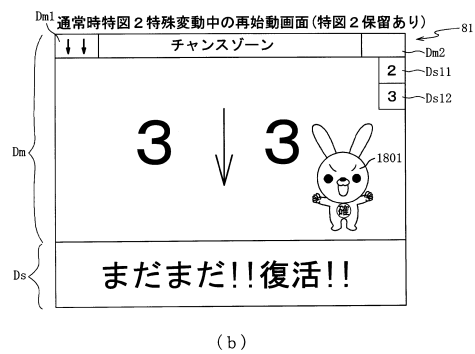 通常時特図2特殊変動中の再始動画面(特図2保留あり)
Dm1
↓ ↓
チャンスゾーン
81
Dm2
2
Ds11
3
Ds12
Dm
3 ↓ 3
1801
確
Ds
まだまだ!!復活!!
(b)